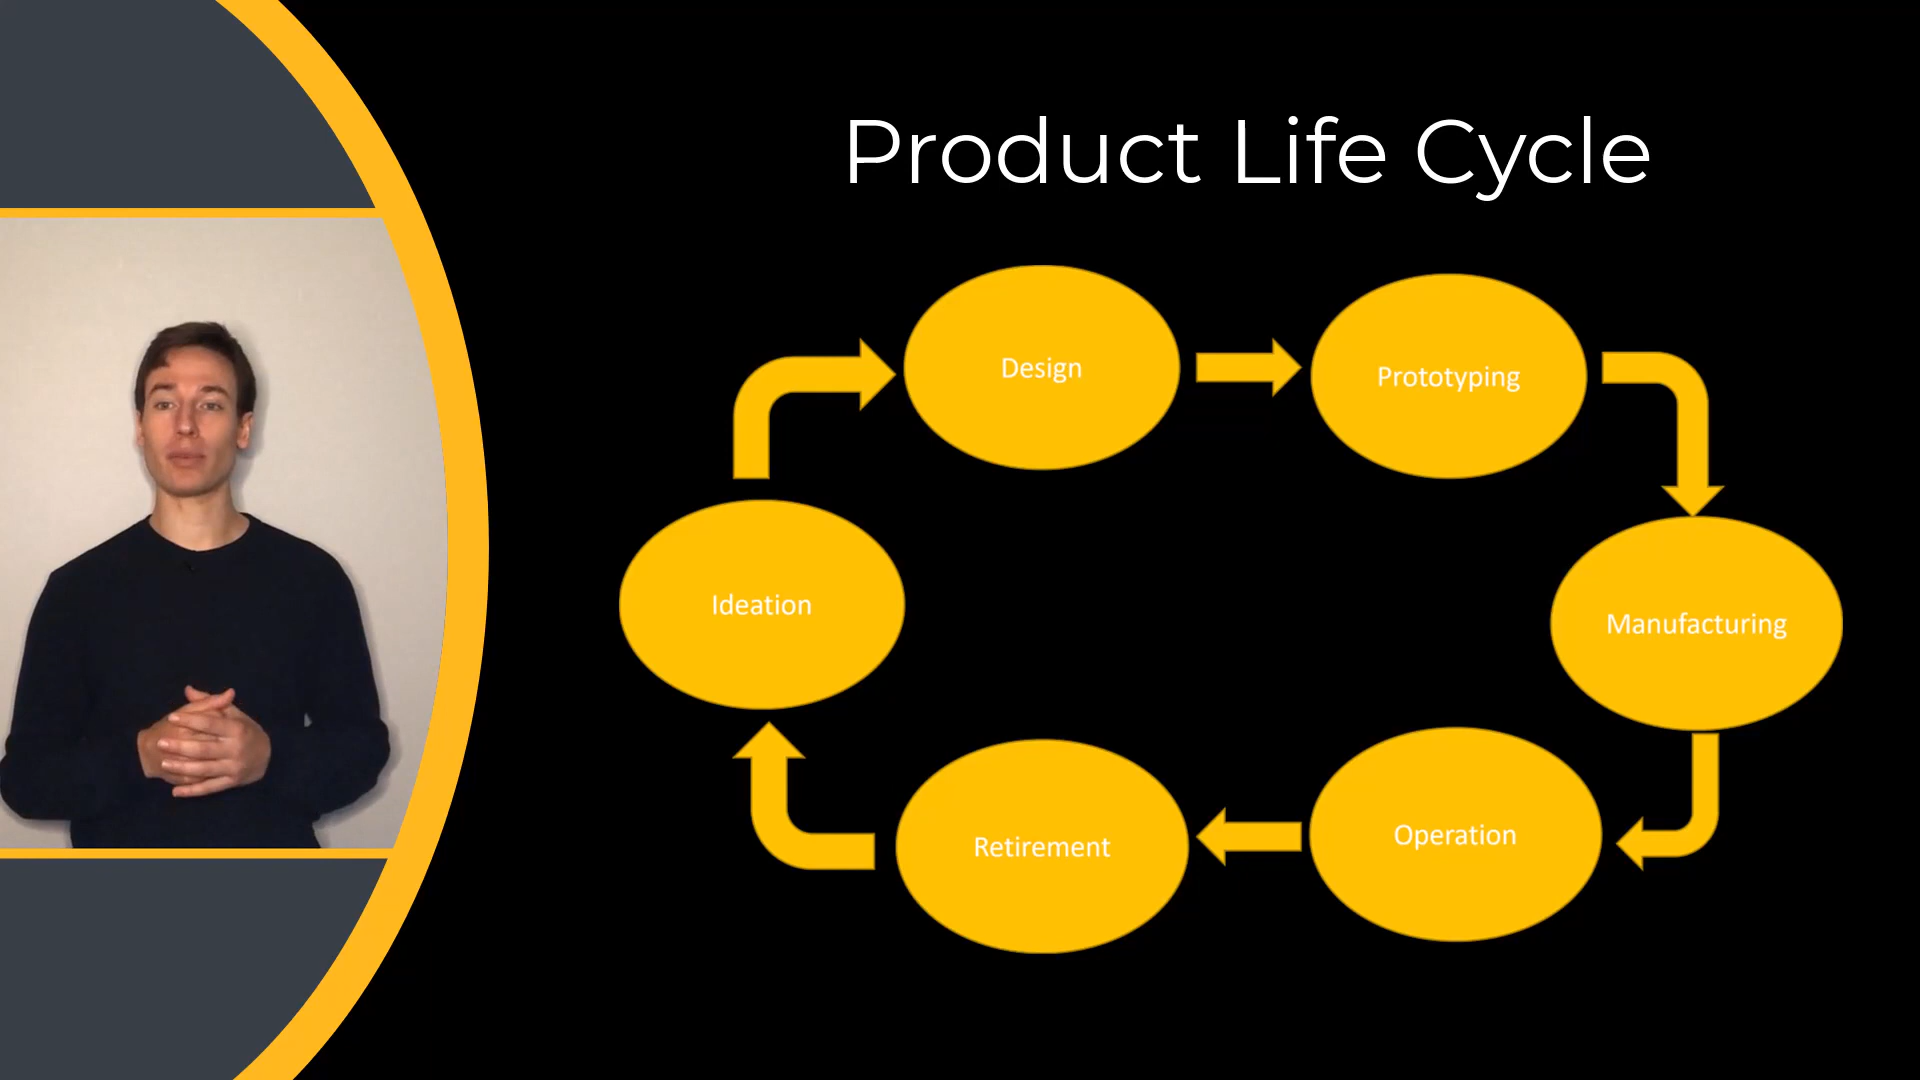 Product Life Cycle
Design
Prototyping
Ideation
Manufacturing
Operation
Retirement